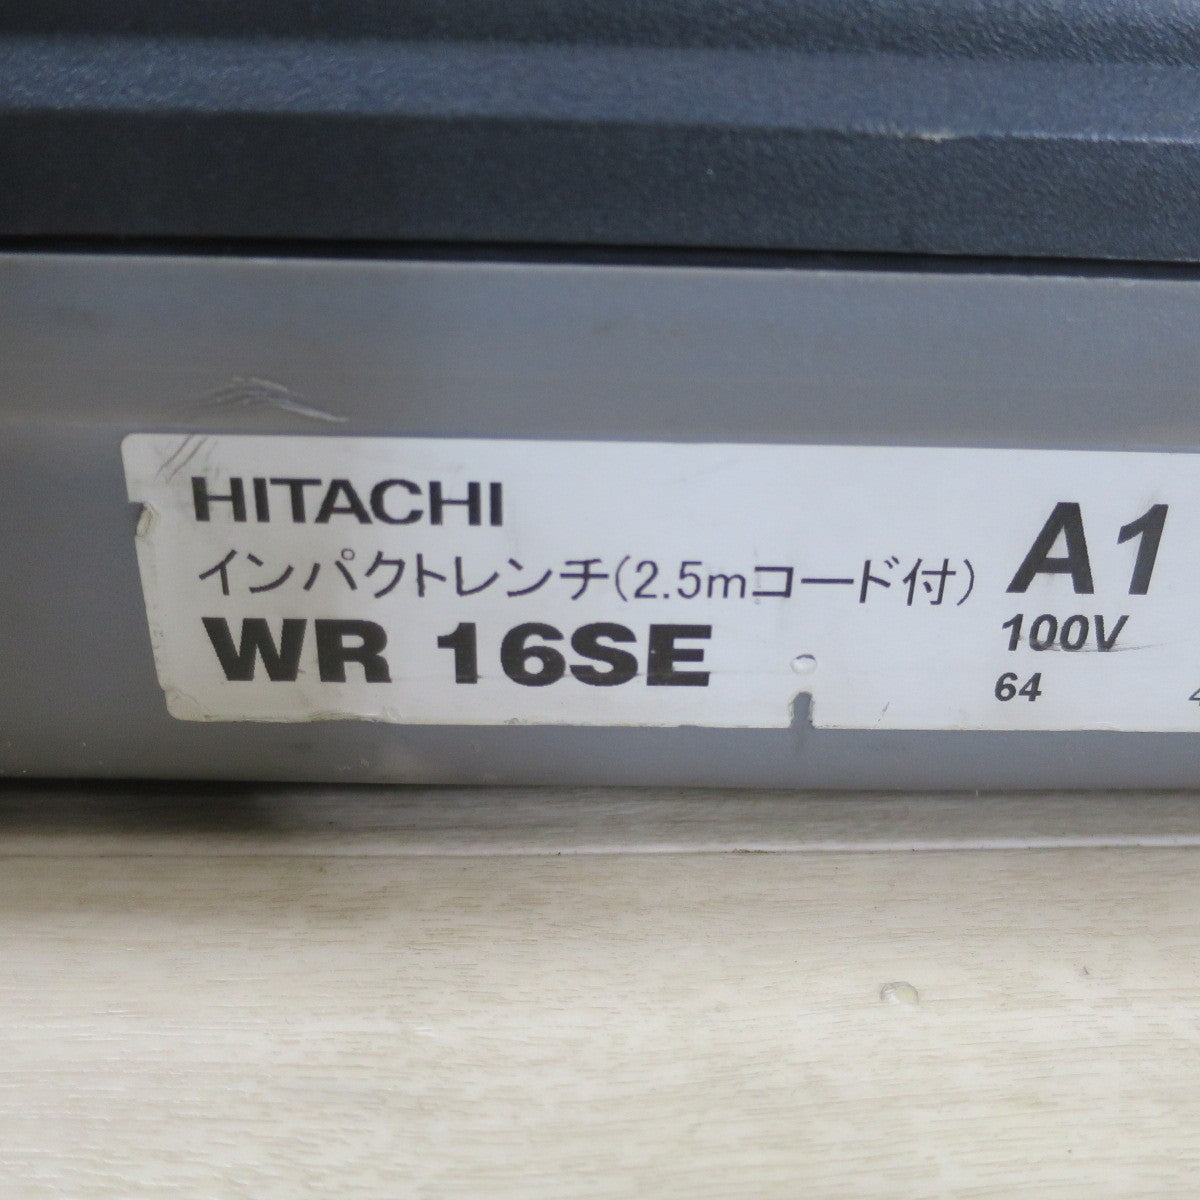 HITACHI
インパクトレンチ(2.5mコード付)
WR 16SE
A1
100V
64